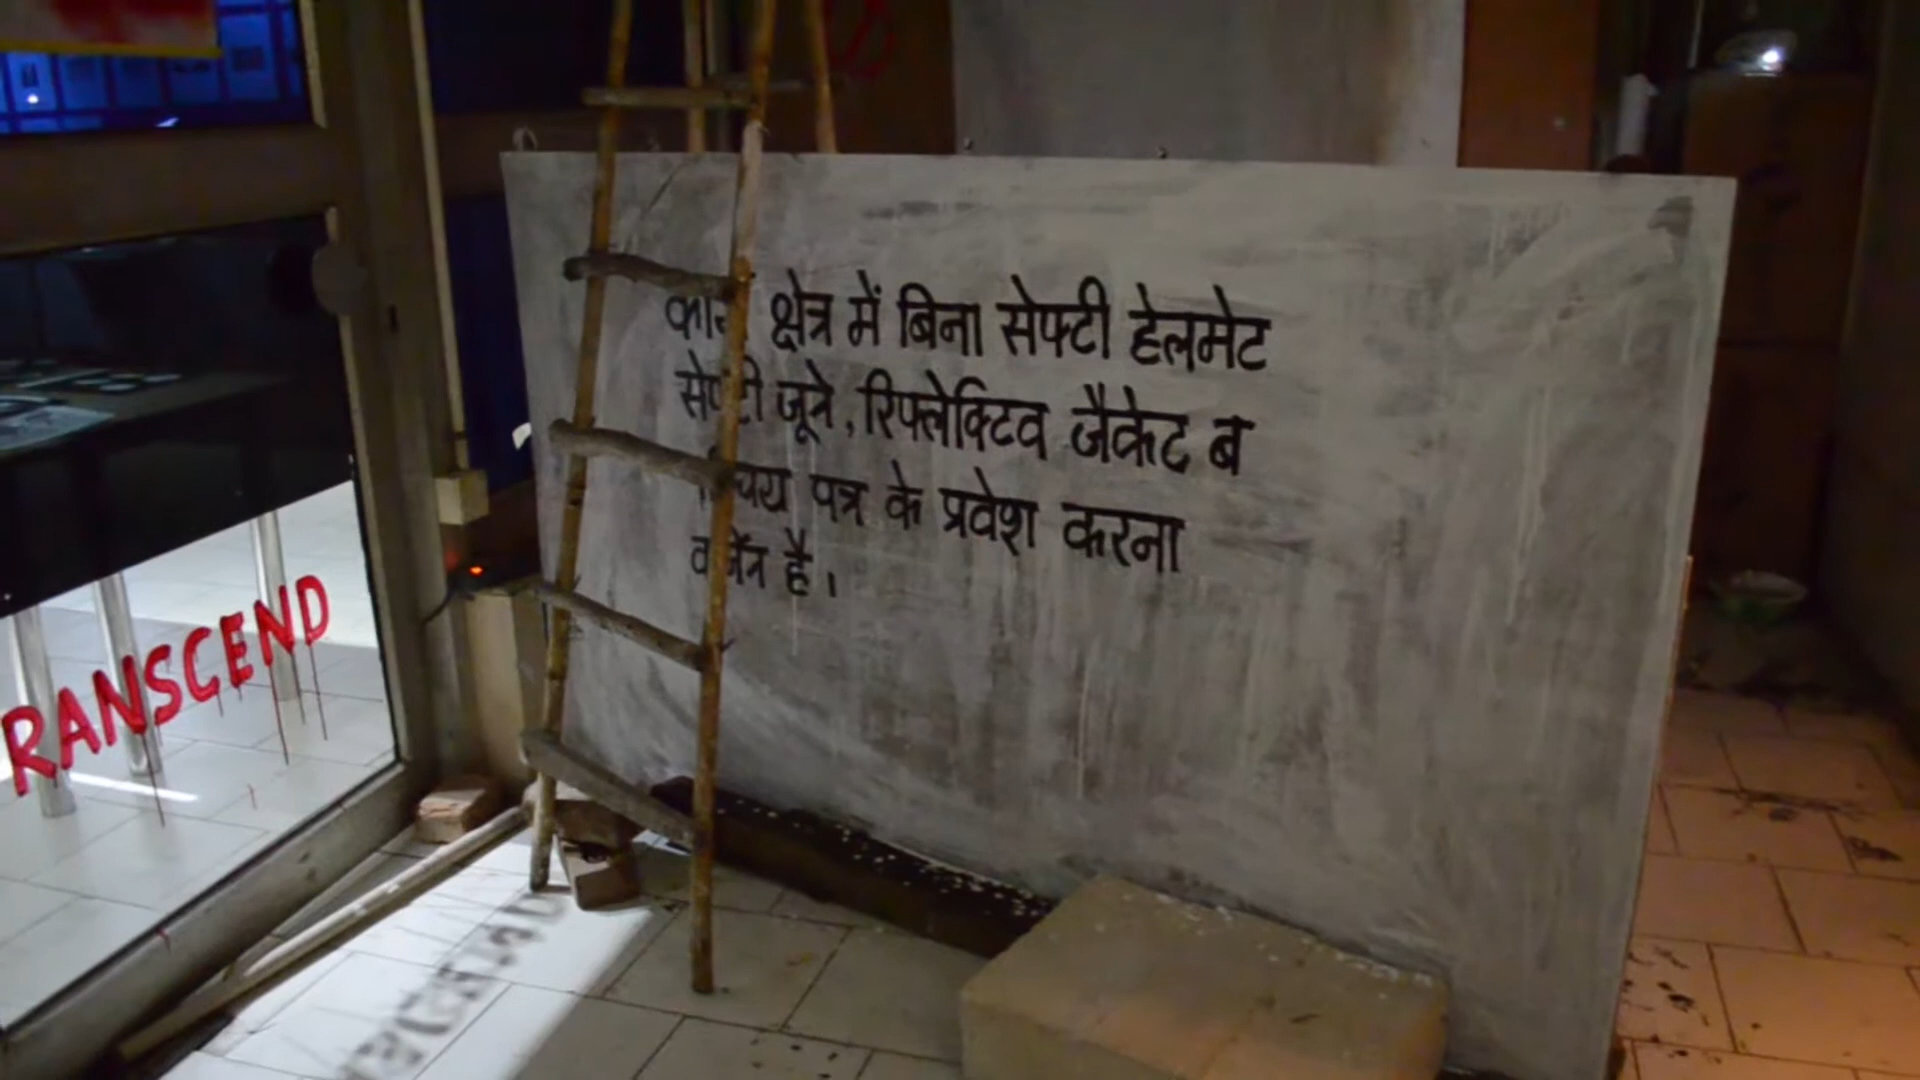 क्षेत्र में बिना सेफ्टी हेलमेट
जूते, रिफ्लेक्टिव जैकेट ब
पत्र के प्रवेश करना
है।
RANSCEND